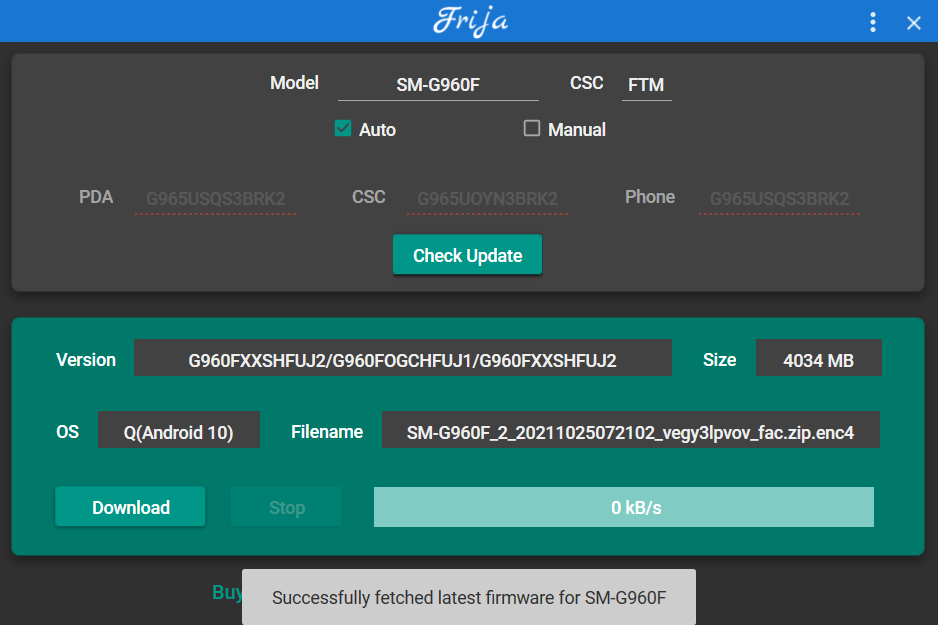 Frija
Model SM-G960F CSC FTM
Auto Manual
PDA G965USQS3BRK2 CSC G965UOYN3BRK2 Phone G965USQS3BRK2
Check Update
Version G960FXXSHFUJ2/G960FOGCHFUJ1/G960FXXSHFUJ2 Size 4034 MB
OS Q(Android 10) Filename SM-G960F_2_20211025072102_vegy3lpvov_fac.zip.enc4
Download Stop 0 kB/s
Buy
Successfully fetched latest firmware for SM-G960F